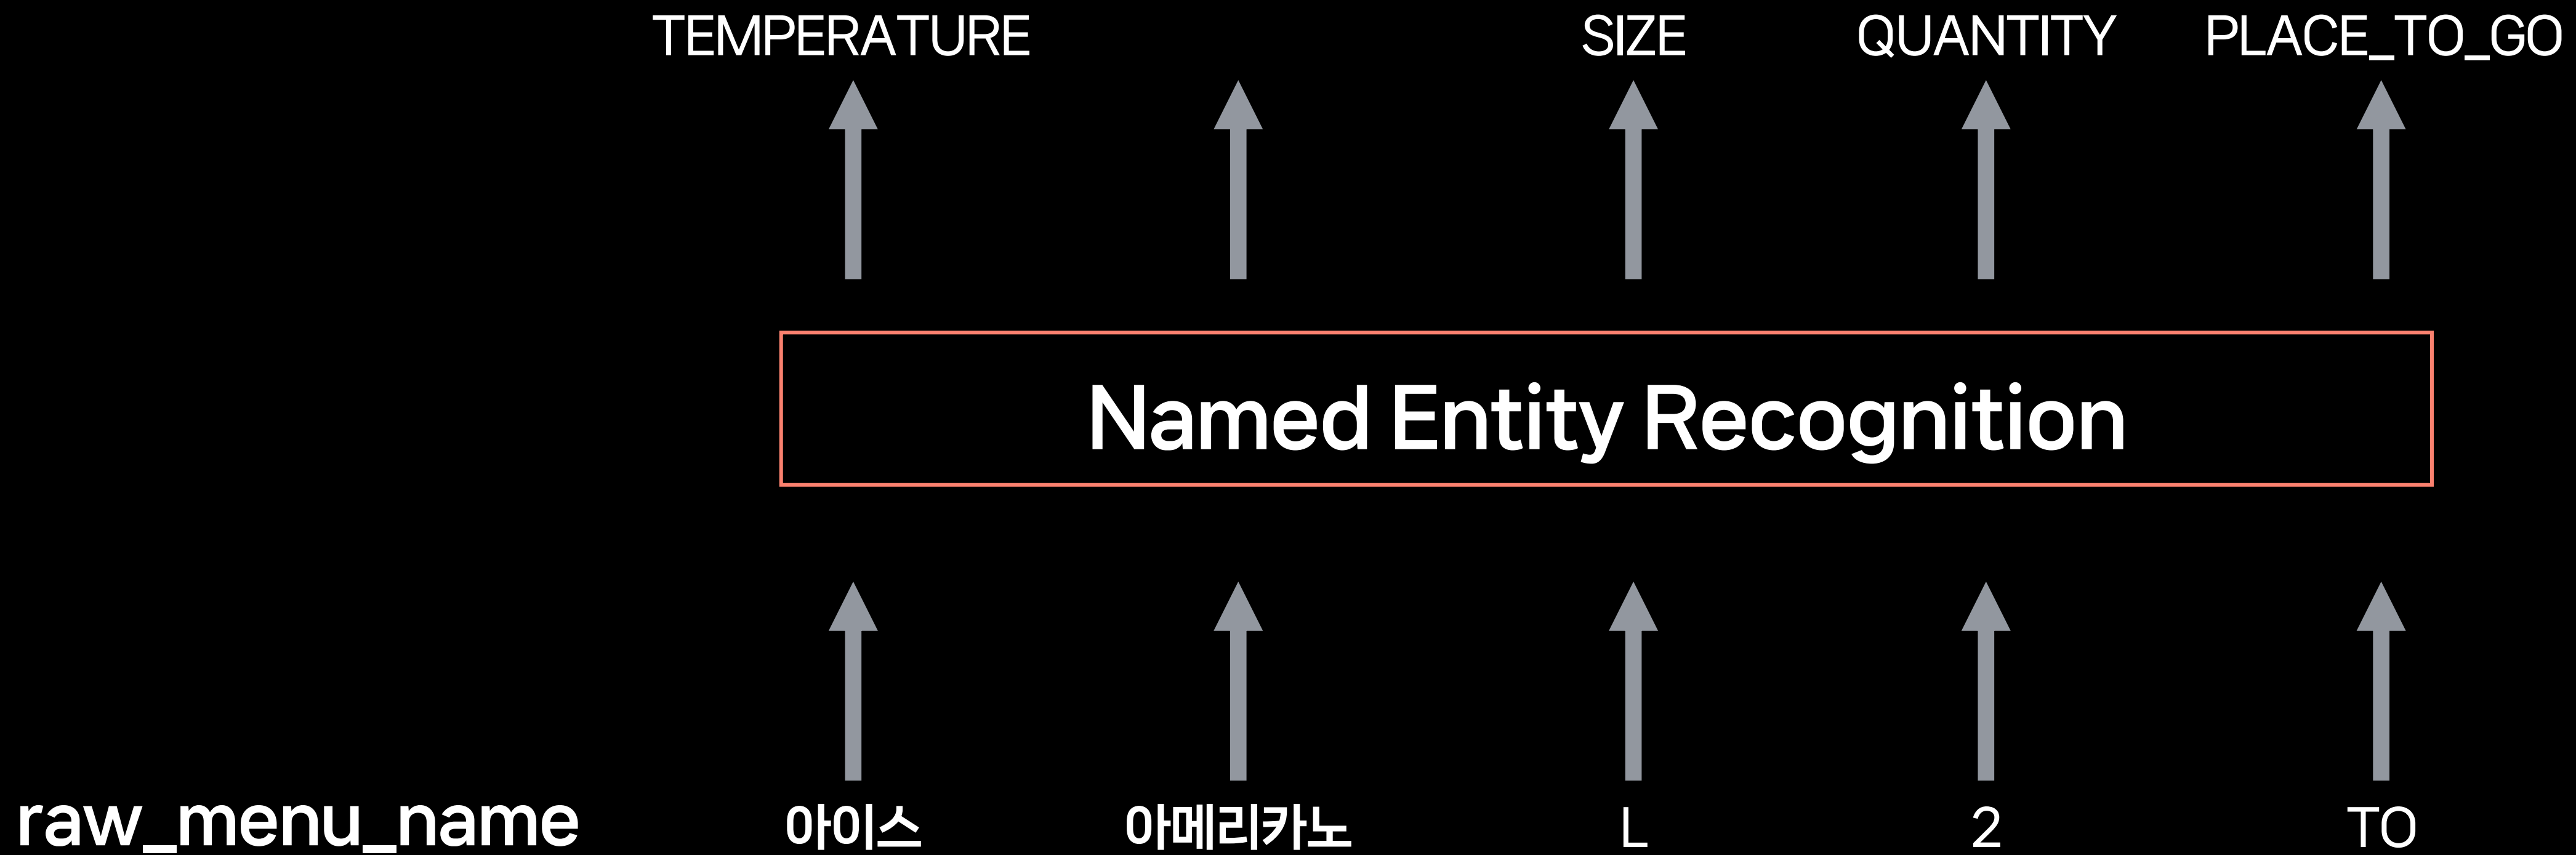 TEMPERATURE SIZE QUANTITY PLACE_TO_GO
Named Entity Recognition
raw_menu_name 아이스 아메리카노 L 2 TO